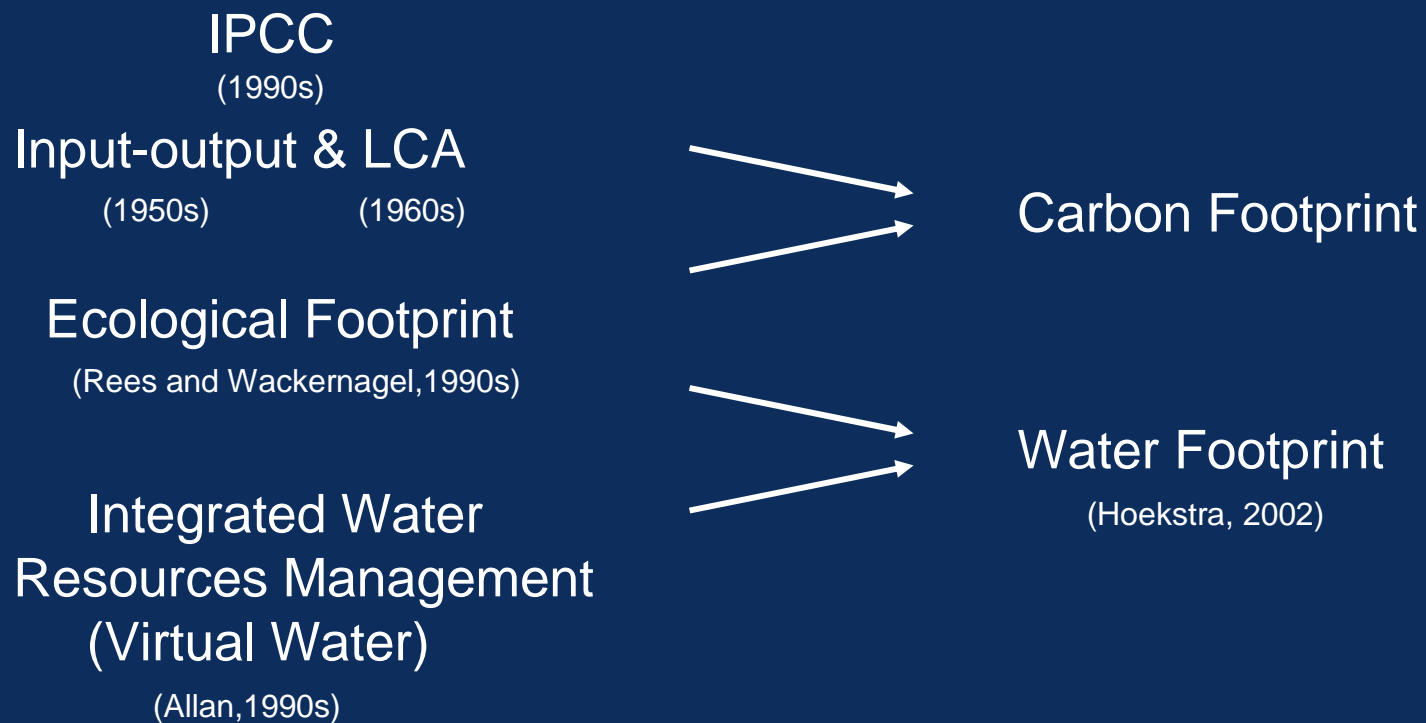 IPCC
(1990s)
Input-output & LCA
(1950s) (1960s)
Ecological Footprint
(Rees and Wackernagel,1990s)
Integrated Water
Resources Management
(Virtual Water)
(Allan,1990s)
Carbon Footprint
Water Footprint
(Hoekstra, 2002)